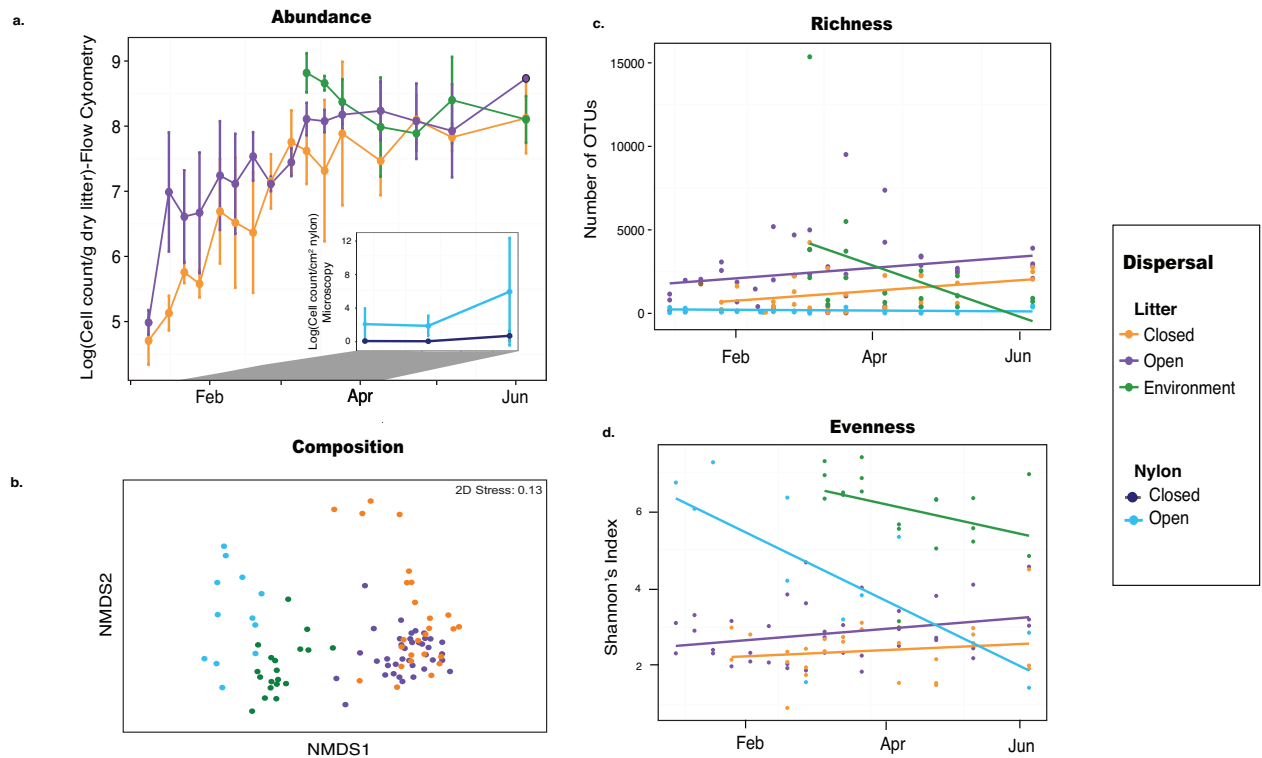 a.
Abundance
Log(Cell count/g dry litter)-Flow Cytometry
9
8
7
6
5
Feb
Apr
Jun
Log(Cell count/cm² nylon)
Microscopy
12
8
4
0
b.
Composition
2D Stress: 0.13
NMDS2
NMDS1
c.
Richness
Number of OTUs
15000
10000
5000
0
Feb
Apr
Jun
d.
Evenness
Shannon's Index
6
4
2
Feb
Apr
Jun
Dispersal
Litter
Closed
Open
Environment
Nylon
Closed
Open